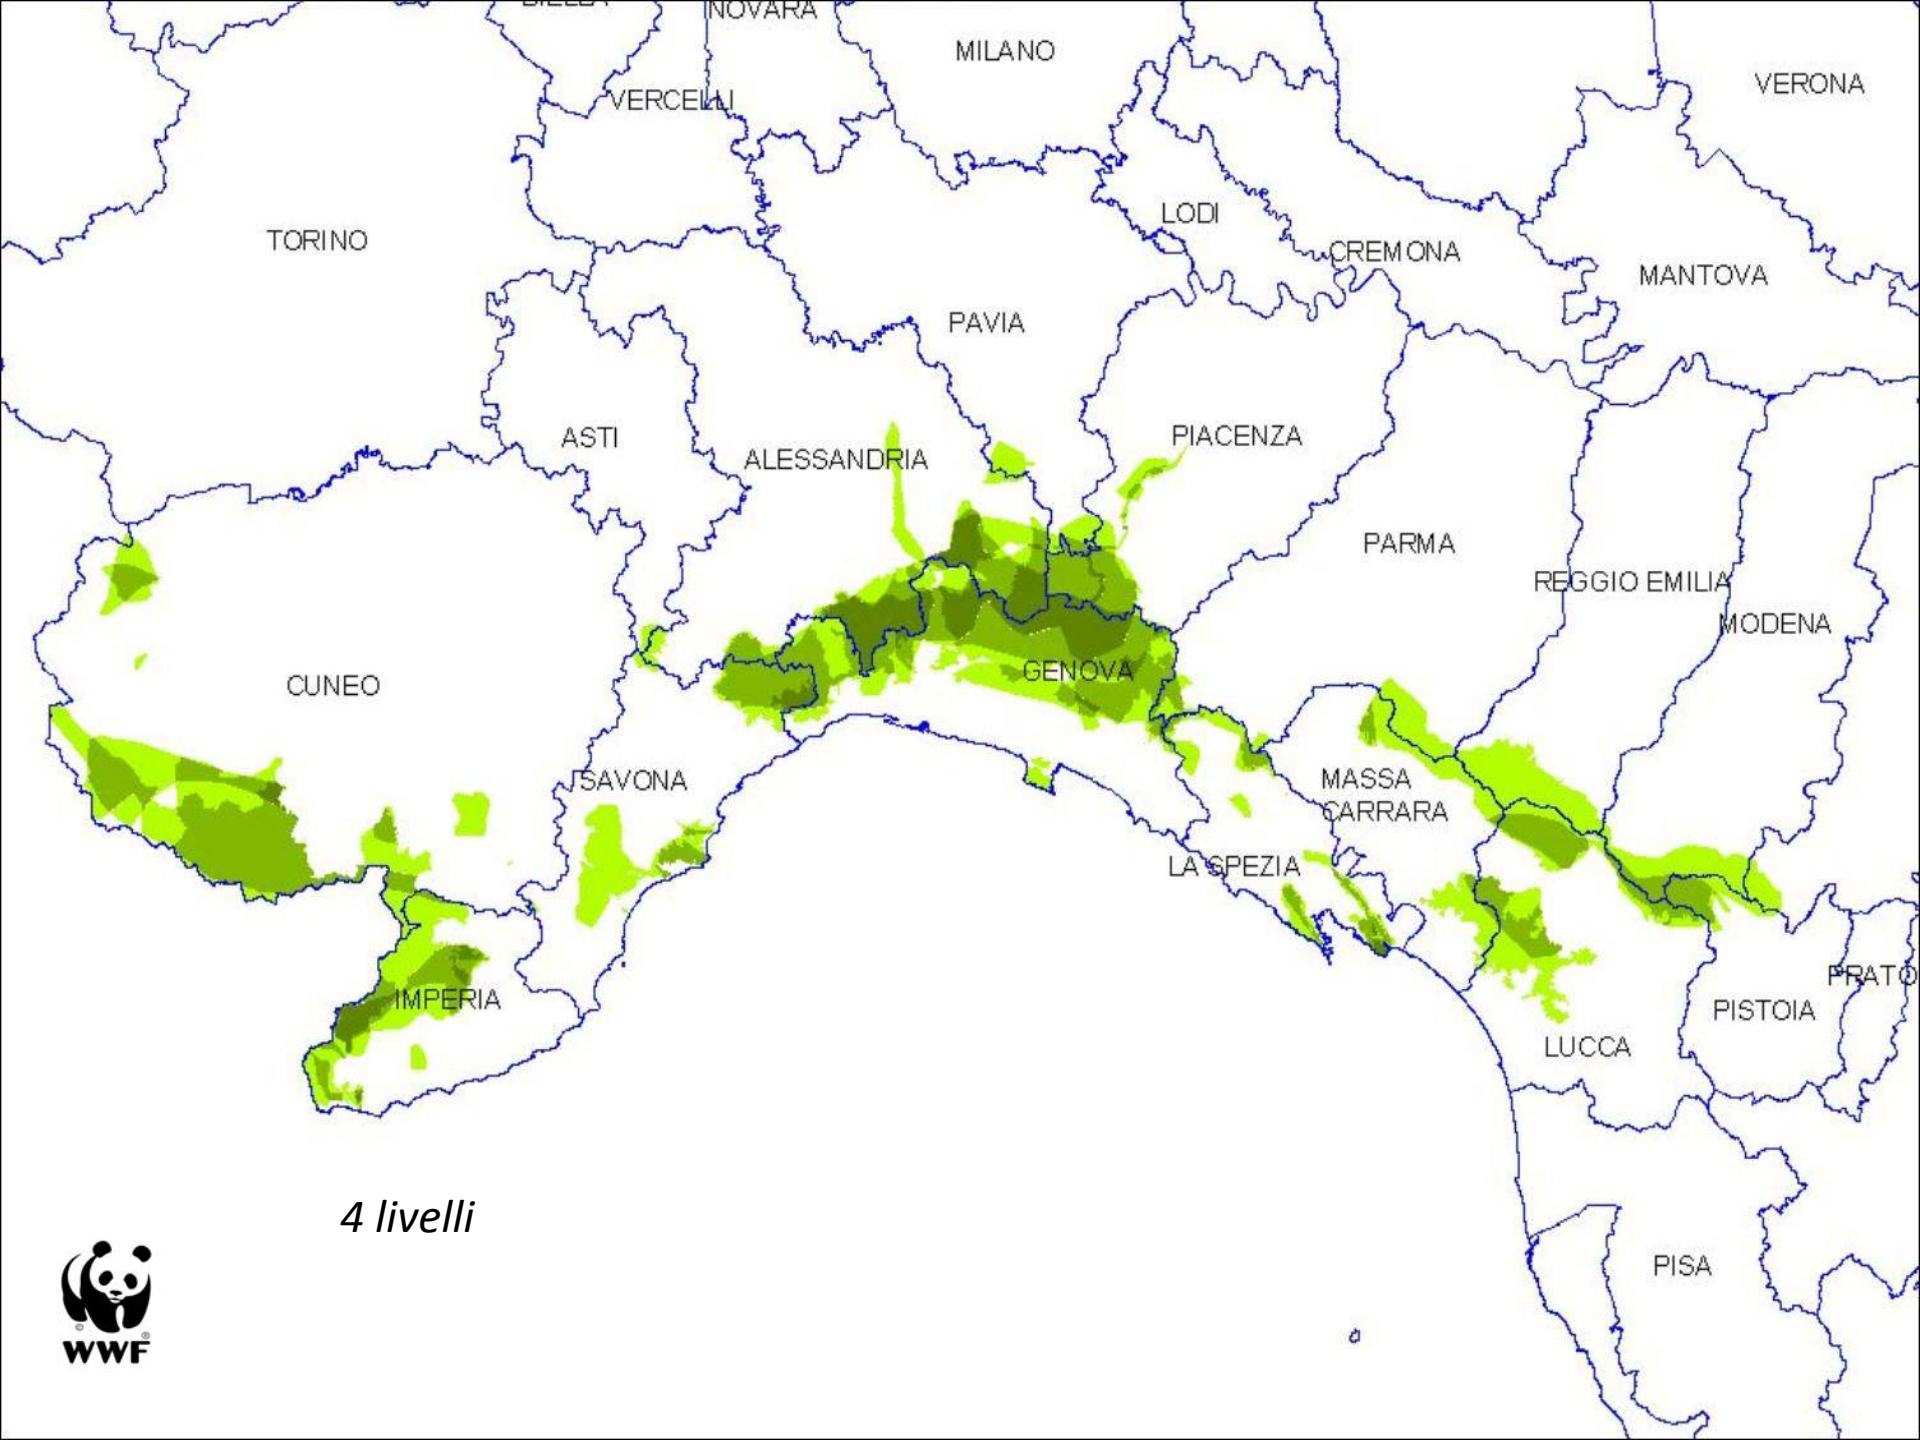 BIELLA
NOVARA
MILANO
VERONA
VERCELLI
LODI
TORINO
CREMONA
MANTOVA
PAVIA
ASTI
PIACENZA
ALESSANDRIA
PARMA
REGGIO EMILIA
MODENA
GENOVA
CUNEO
SAVONA
MASSA
CARRARA
LA SPEZIA
PRATO
IMPERIA
PISTOIA
LUCCA
4 livelli
PISA
©
®
WWF